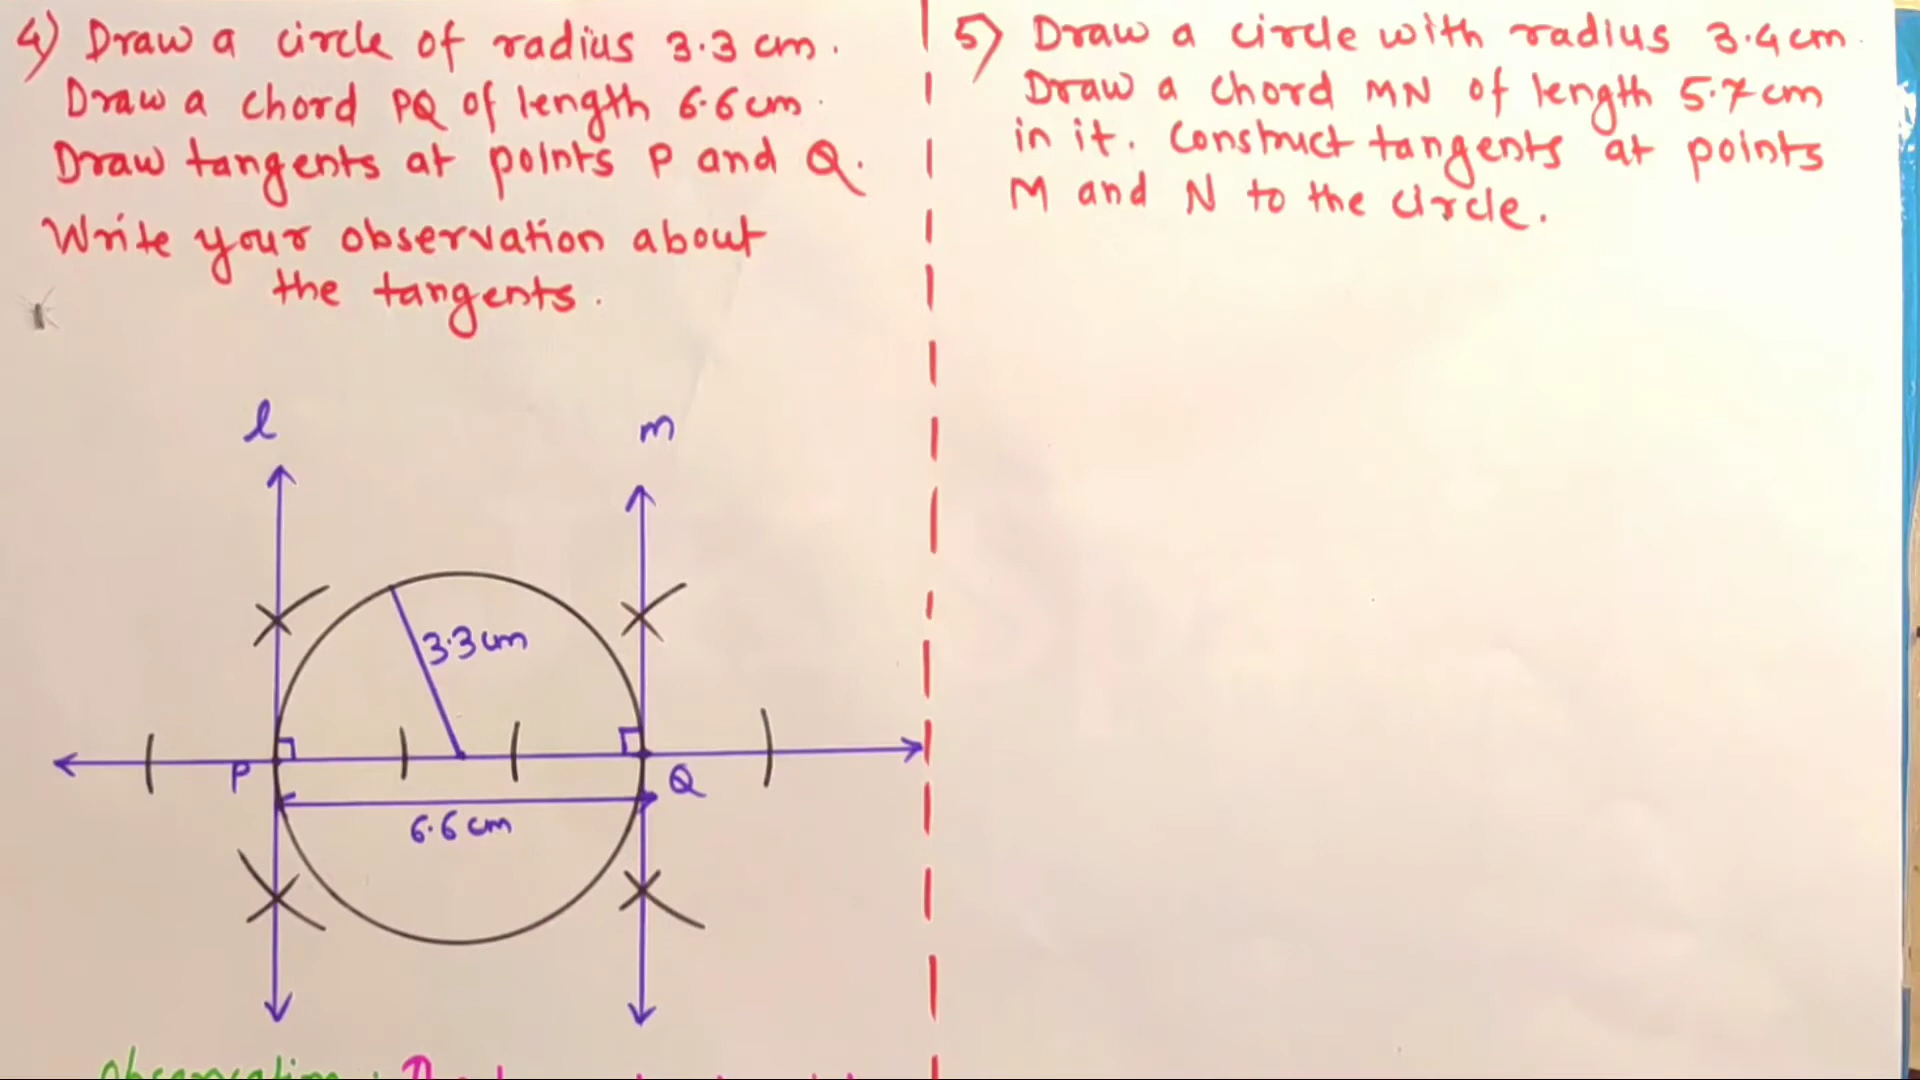 4) Draw a circle of radius 3.3 cm.
Draw a chord PQ of length 6.6 cm.
Draw tangents at points P and Q.
Write your observation about
the tangents.
l
m
3.3 cm
P
Q
6.6 cm
observation :
5) Draw a circle with radius 3.4 cm.
Draw a chord MN of length 5.7 cm
in it. Construct tangents at points
M and N to the circle.